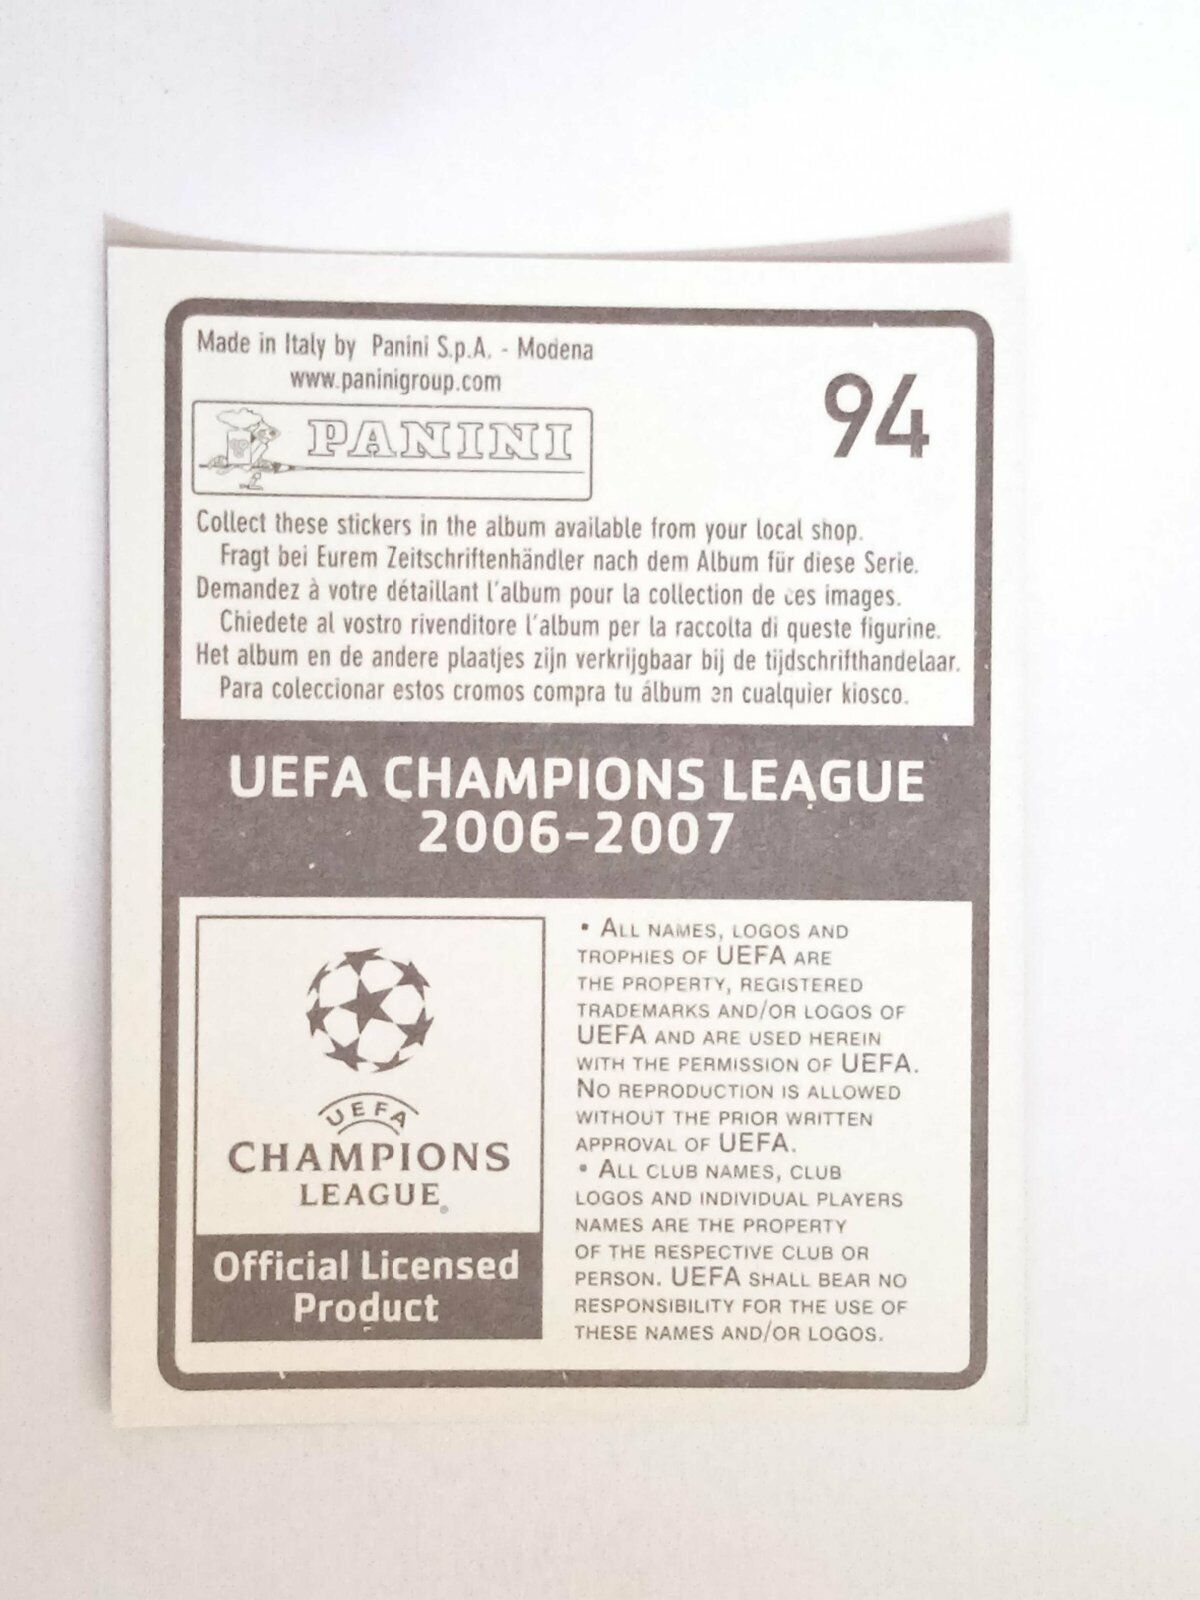 Made in Italy by Panini S.p.A. - Modena
www.paninigroup.com
94
PANINI
Collect these stickers in the album available from your local shop.
Fragt bei Eurem Zeitschriftenhändler nach dem Album für diese Serie.
Demandez à votre détaillant l'album pour la collection de ces images.
Chiedete al vostro rivenditore l'album per la raccolta di queste figurine.
Het album en de andere plaatjes zijn verkrijgbaar bij de tijdschrifthandelaar.
Para coleccionar estos cromos compra tu álbum en cualquier kiosco.
UEFA CHAMPIONS LEAGUE
2006-2007
UEFA
CHAMPIONS
LEAGUE®
Official Licensed
Product
• ALL NAMES, LOGOS AND
TROPHIES OF UEFA ARE
THE PROPERTY, REGISTERED
TRADEMARKS AND/OR LOGOS OF
UEFA AND ARE USED HEREIN
WITH THE PERMISSION OF UEFA.
NO REPRODUCTION IS ALLOWED
WITHOUT THE PRIOR WRITTEN
APPROVAL OF UEFA.
• ALL CLUB NAMES, CLUB
LOGOS AND INDIVIDUAL PLAYERS
NAMES ARE THE PROPERTY
OF THE RESPECTIVE CLUB OR
PERSON. UEFA SHALL BEAR NO
RESPONSIBILITY FOR THE USE OF
THESE NAMES AND/OR LOGOS.